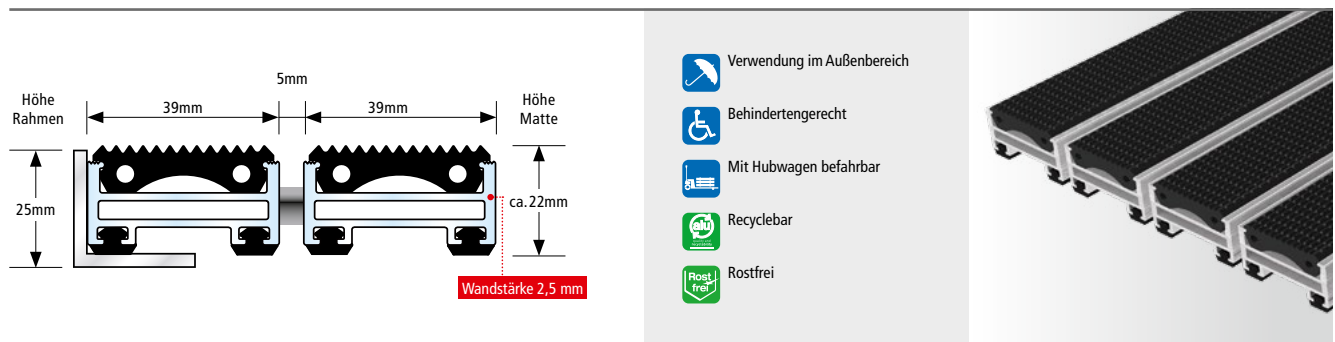 5mm
Höhe
Rahmen
39mm
39mm
Höhe
Matte
25mm
ca.22mm
Wandstärke 2,5 mm
Verwendung im Außenbereich
Behindertengerecht
Mit Hubwagen befahrbar
alu
Recyclebar
Rost
frei
Rostfrei